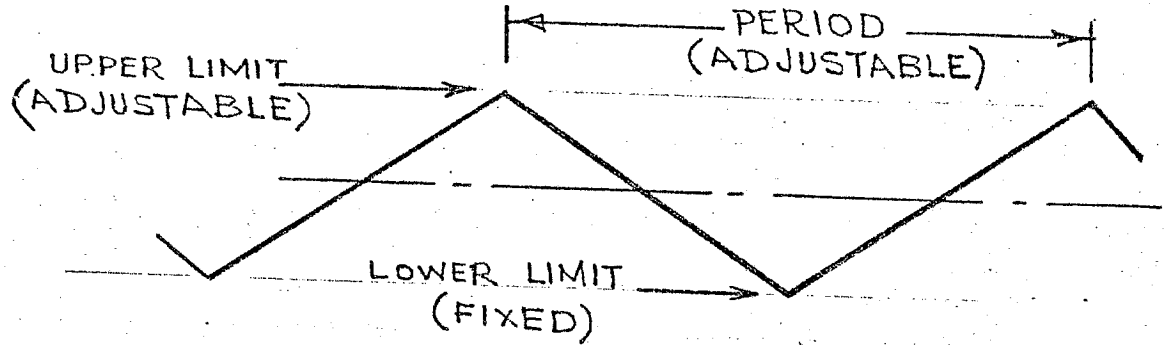 PERIOD
(ADJUSTABLE)
UPPER LIMIT
(ADJUSTABLE)
LOWER LIMIT
(FIXED)